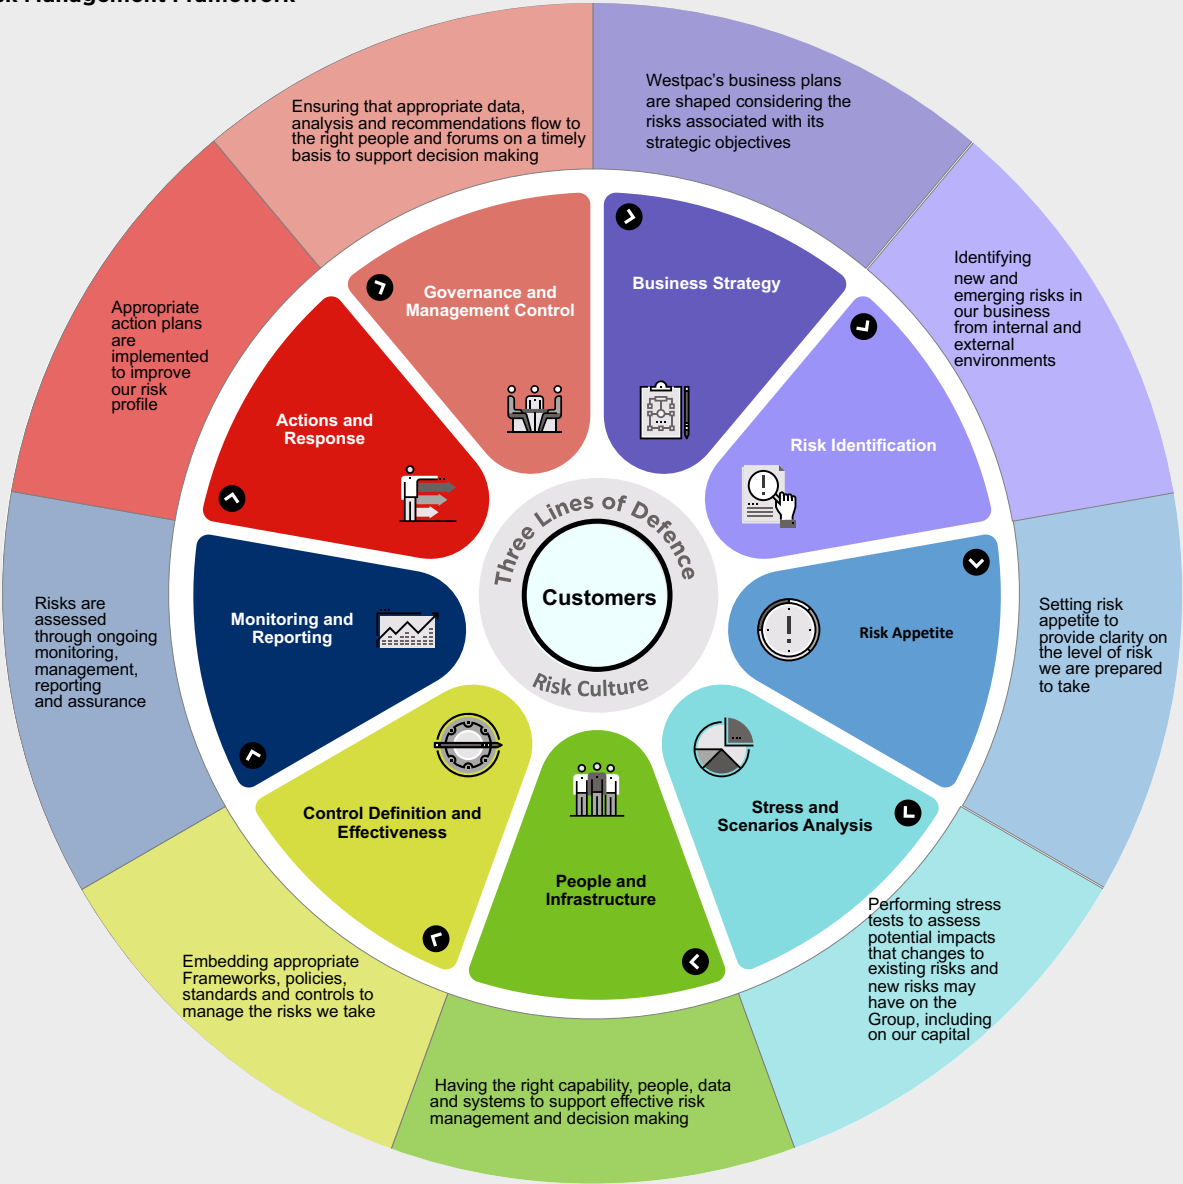 Management Framework
Westpac's business plans
are shaped considering the
risks associated with its
strategic objectives
Business Strategy
Identifying
new and
emerging risks in
our business
from internal and
external
environments
Risk Identification
Setting risk
appetite to
provide clarity on
the level of risk
we are prepared
to take
Risk Appetite
Performing stress
tests to assess
potential impacts
that changes to
existing risks and
new risks may
have on the
Group, including
on our capital
Stress and
Scenarios Analysis
Having the right capability, people, data
and systems to support effective risk
management and decision making
People and
Infrastructure
Embedding appropriate
Frameworks, policies,
standards and controls to
manage the risks we take
Control Definition and
Effectiveness
Risks are
assessed
through ongoing
monitoring,
management,
reporting
and assurance
Monitoring and
Reporting
Appropriate
action plans
are
implemented
to improve
our risk
profile
Actions and
Response
Ensuring that appropriate data,
analysis and recommendations flow to
the right people and forums on a timely
basis to support decision making
Governance and
Management Control
Three Lines of Defence
Customers
Risk Culture